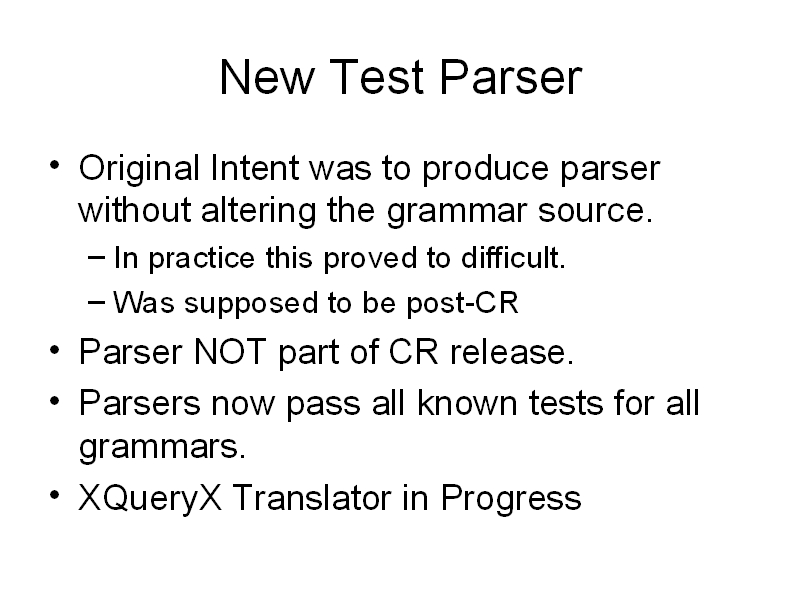 New Test Parser
• Original Intent was to produce parser
without altering the grammar source.
– In practice this proved to difficult.
– Was supposed to be post-CR
• Parser NOT part of CR release.
• Parsers now pass all known tests for all
grammars.
• XQueryX Translator in Progress